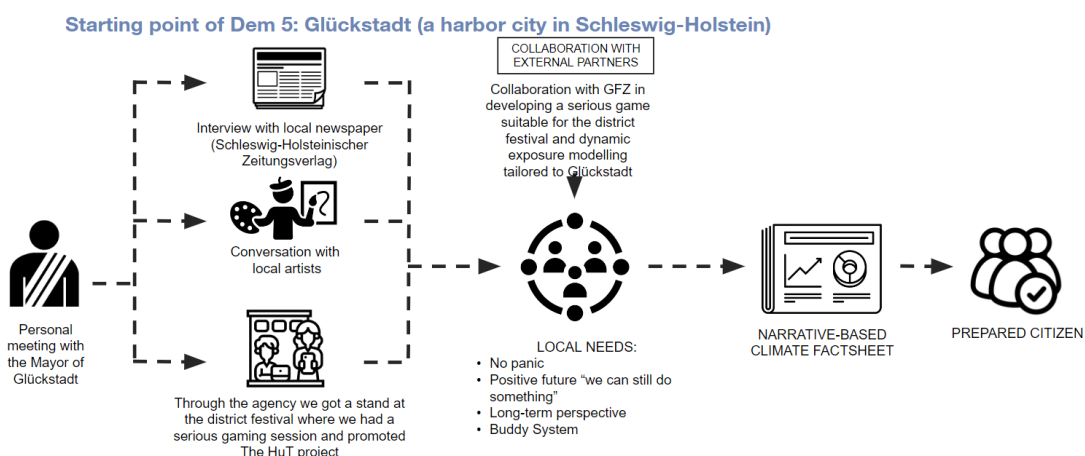 Starting point of Dem 5: Glückstadt (a harbor city in Schleswig-Holstein)
Personal
meeting with
the Mayor of
Glückstadt
Interview with local newspaper
(Schleswig-Holsteinischer
Zeitungsverlag)
Conversation with
local artists
Through the agency we got a stand at
the district festival where we had a
serious gaming session and promoted
The HuT project
COLLABORATION WITH
EXTERNAL PARTNERS
Collaboration with GFZ in
developing a serious game
suitable for the district
festival and dynamic
exposure modelling
tailored to Glückstadt
LOCAL NEEDS:
• No panic
• Positive future “we can still do
something”
• Long-term perspective
• Buddy System
NARRATIVE-BASED
CLIMATE FACTSHEET
PREPARED CITIZEN